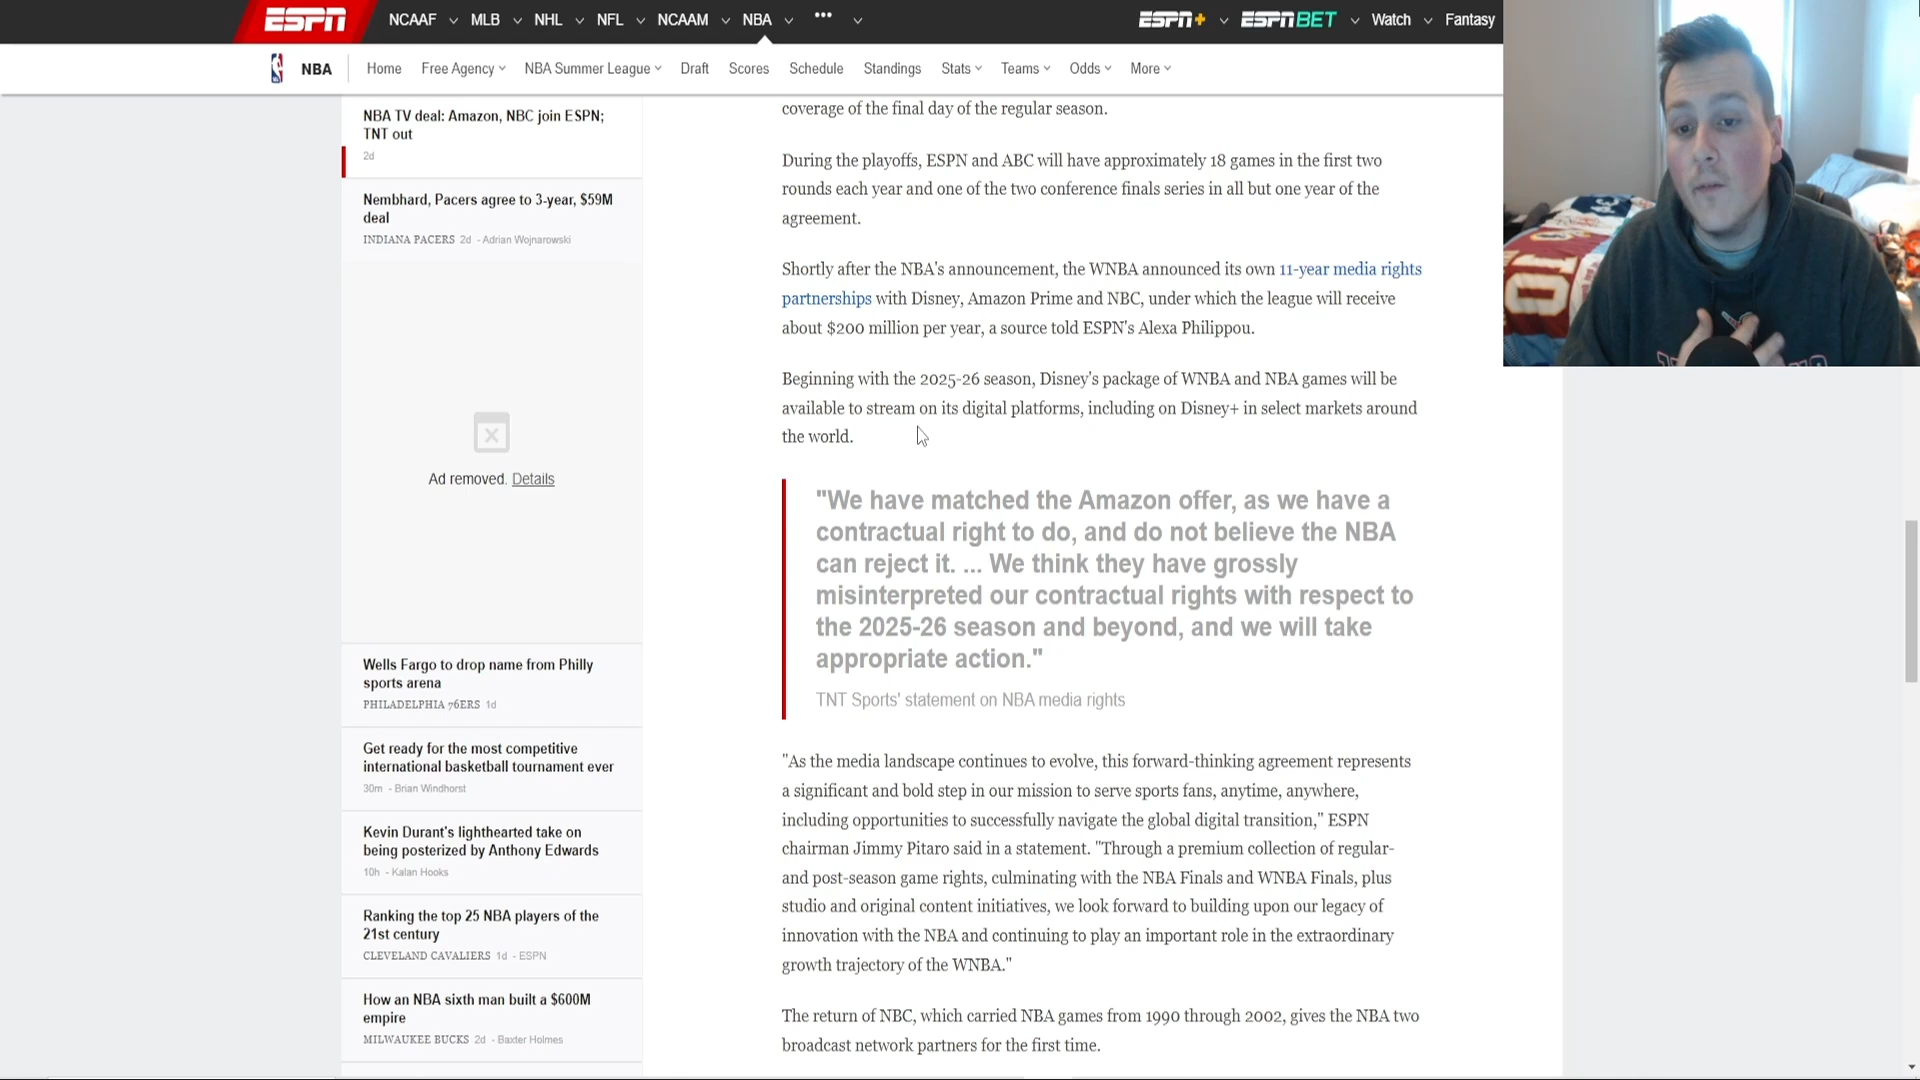 ESPN NCAAF MLB NHL NFL NCAAM NBA ••• ESPN+ ESPN BET Watch Fantasy
NBA Home Free Agency NBA Summer League Draft Scores Schedule Standings Stats Teams Odds More
NBA TV deal: Amazon, NBC join ESPN;
TNT out
2d
Nembhard, Pacers agree to 3-year, $59M
deal
INDIANA PACERS 2d - Adrian Wojnarowski
Ad removed. Details
Wells Fargo to drop name from Philly
sports arena
PHILADELPHIA 76ERS 1d
Get ready for the most competitive
international basketball tournament ever
30m - Brian Windhorst
Kevin Durant's lighthearted take on
being posterized by Anthony Edwards
10h - Kalan Hooks
Ranking the top 25 NBA players of the
21st century
CLEVELAND CAVALIERS 1d - ESPN
How an NBA sixth man built a $600M
empire
MILWAUKEE BUCKS 2d - Baxter Holmes
coverage of the final day of the regular season.
During the playoffs, ESPN and ABC will have approximately 18 games in the first two
rounds each year and one of the two conference finals series in all but one year of the
agreement.
Shortly after the NBA's announcement, the WNBA announced its own 11-year media rights
partnerships with Disney, Amazon Prime and NBC, under which the league will receive
about $200 million per year, a source told ESPN's Alexa Philippou.
Beginning with the 2025-26 season, Disney's package of WNBA and NBA games will be
available to stream on its digital platforms, including on Disney+ in select markets around
the world.
"We have matched the Amazon offer, as we have a
contractual right to do, and do not believe the NBA
can reject it. ... We think they have grossly
misinterpreted our contractual rights with respect to
the 2025-26 season and beyond, and we will take
appropriate action."
TNT Sports' statement on NBA media rights
"As the media landscape continues to evolve, this forward-thinking agreement represents
a significant and bold step in our mission to serve sports fans, anytime, anywhere,
including opportunities to successfully navigate the global digital transition," ESPN
chairman Jimmy Pitaro said in a statement. "Through a premium collection of regular-
and post-season game rights, culminating with the NBA Finals and WNBA Finals, plus
studio and original content initiatives, we look forward to building upon our legacy of
innovation with the NBA and continuing to play an important role in the extraordinary
growth trajectory of the WNBA."
The return of NBC, which carried NBA games from 1990 through 2002, gives the NBA two
broadcast network partners for the first time.